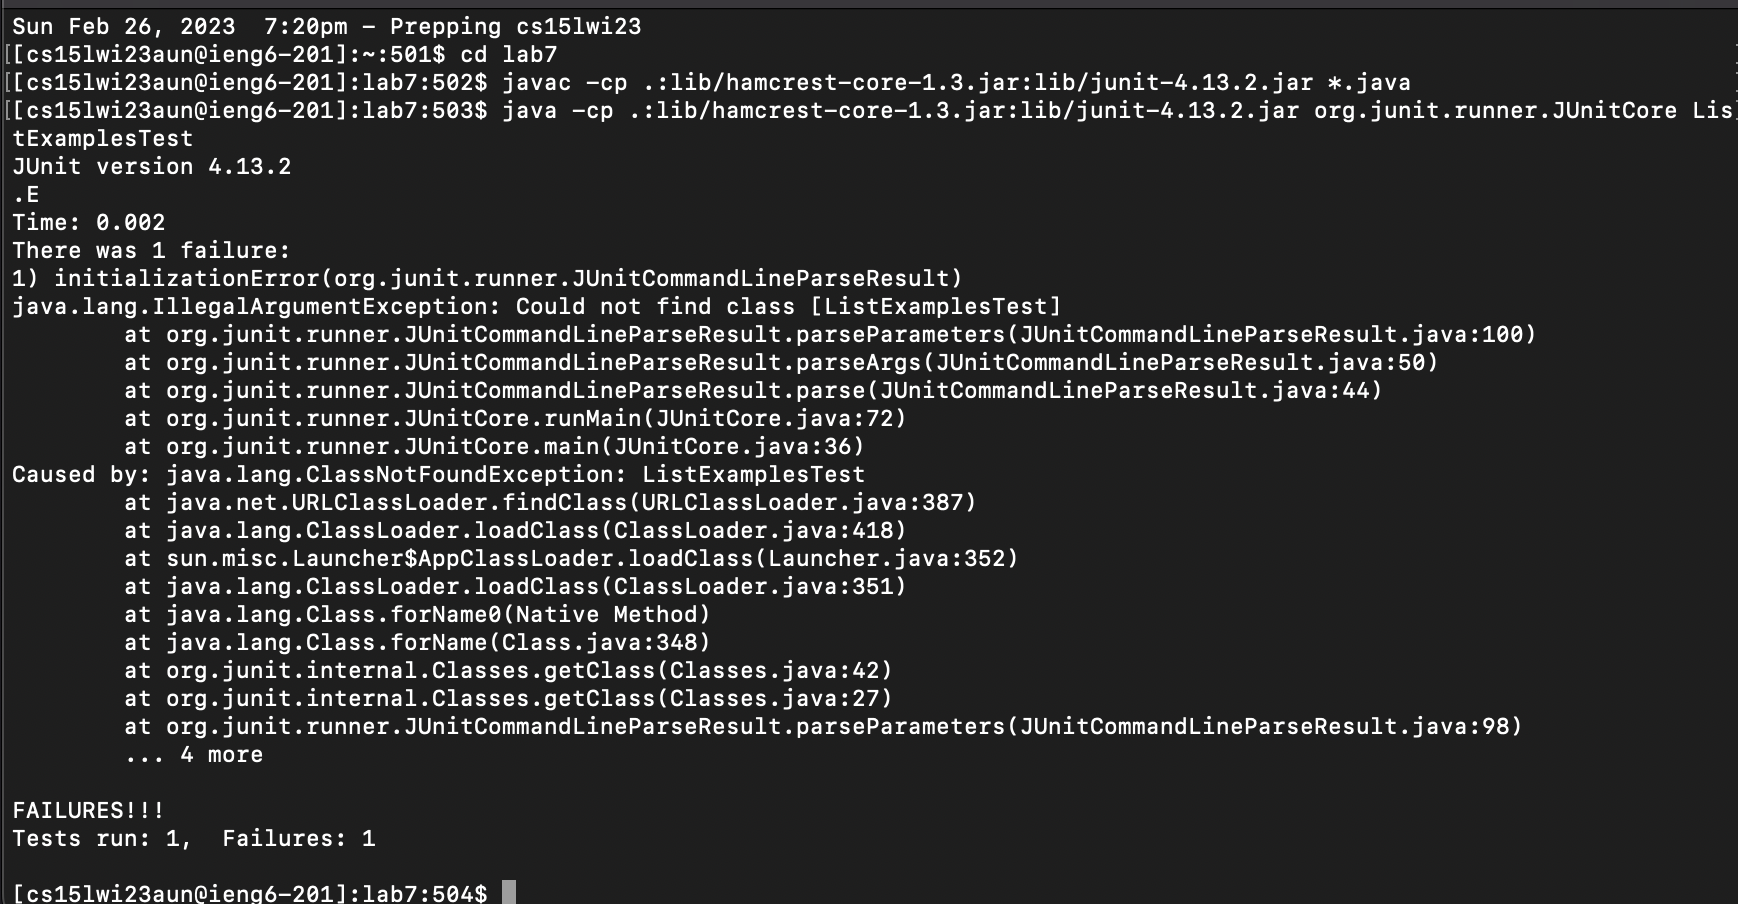 Sun Feb 26, 2023  7:20pm - Prepping cs15lwi23
[[cs15lwi23aun@ieng6-201]:~:501$ cd lab7
[[cs15lwi23aun@ieng6-201]:lab7:502$ javac -cp .:lib/hamcrest-core-1.3.jar:lib/junit-4.13.2.jar *.java
[[cs15lwi23aun@ieng6-201]:lab7:503$ java -cp .:lib/hamcrest-core-1.3.jar:lib/junit-4.13.2.jar org.junit.runner.JUnitCore Lis
tExamplesTest
JUnit version 4.13.2
.E
Time: 0.002
There was 1 failure:
1) initializationError(org.junit.runner.JUnitCommandLineParseResult)
java.lang.IllegalArgumentException: Could not find class [ListExamplesTest]
        at org.junit.runner.JUnitCommandLineParseResult.parseParameters(JUnitCommandLineParseResult.java:100)
        at org.junit.runner.JUnitCommandLineParseResult.parseArgs(JUnitCommandLineParseResult.java:50)
        at org.junit.runner.JUnitCommandLineParseResult.parse(JUnitCommandLineParseResult.java:44)
        at org.junit.runner.JUnitCore.runMain(JUnitCore.java:72)
        at org.junit.runner.JUnitCore.main(JUnitCore.java:36)
Caused by: java.lang.ClassNotFoundException: ListExamplesTest
        at java.net.URLClassLoader.findClass(URLClassLoader.java:387)
        at java.lang.ClassLoader.loadClass(ClassLoader.java:418)
        at sun.misc.Launcher$AppClassLoader.loadClass(Launcher.java:352)
        at java.lang.ClassLoader.loadClass(ClassLoader.java:351)
        at java.lang.Class.forName0(Native Method)
        at java.lang.Class.forName(Class.java:348)
        at org.junit.internal.Classes.getClass(Classes.java:42)
        at org.junit.internal.Classes.getClass(Classes.java:27)
        at org.junit.runner.JUnitCommandLineParseResult.parseParameters(JUnitCommandLineParseResult.java:98)
        ... 4 more

FAILURES!!!
Tests run: 1,  Failures: 1

[cs15lwi23aun@ieng6-201]:lab7:504$